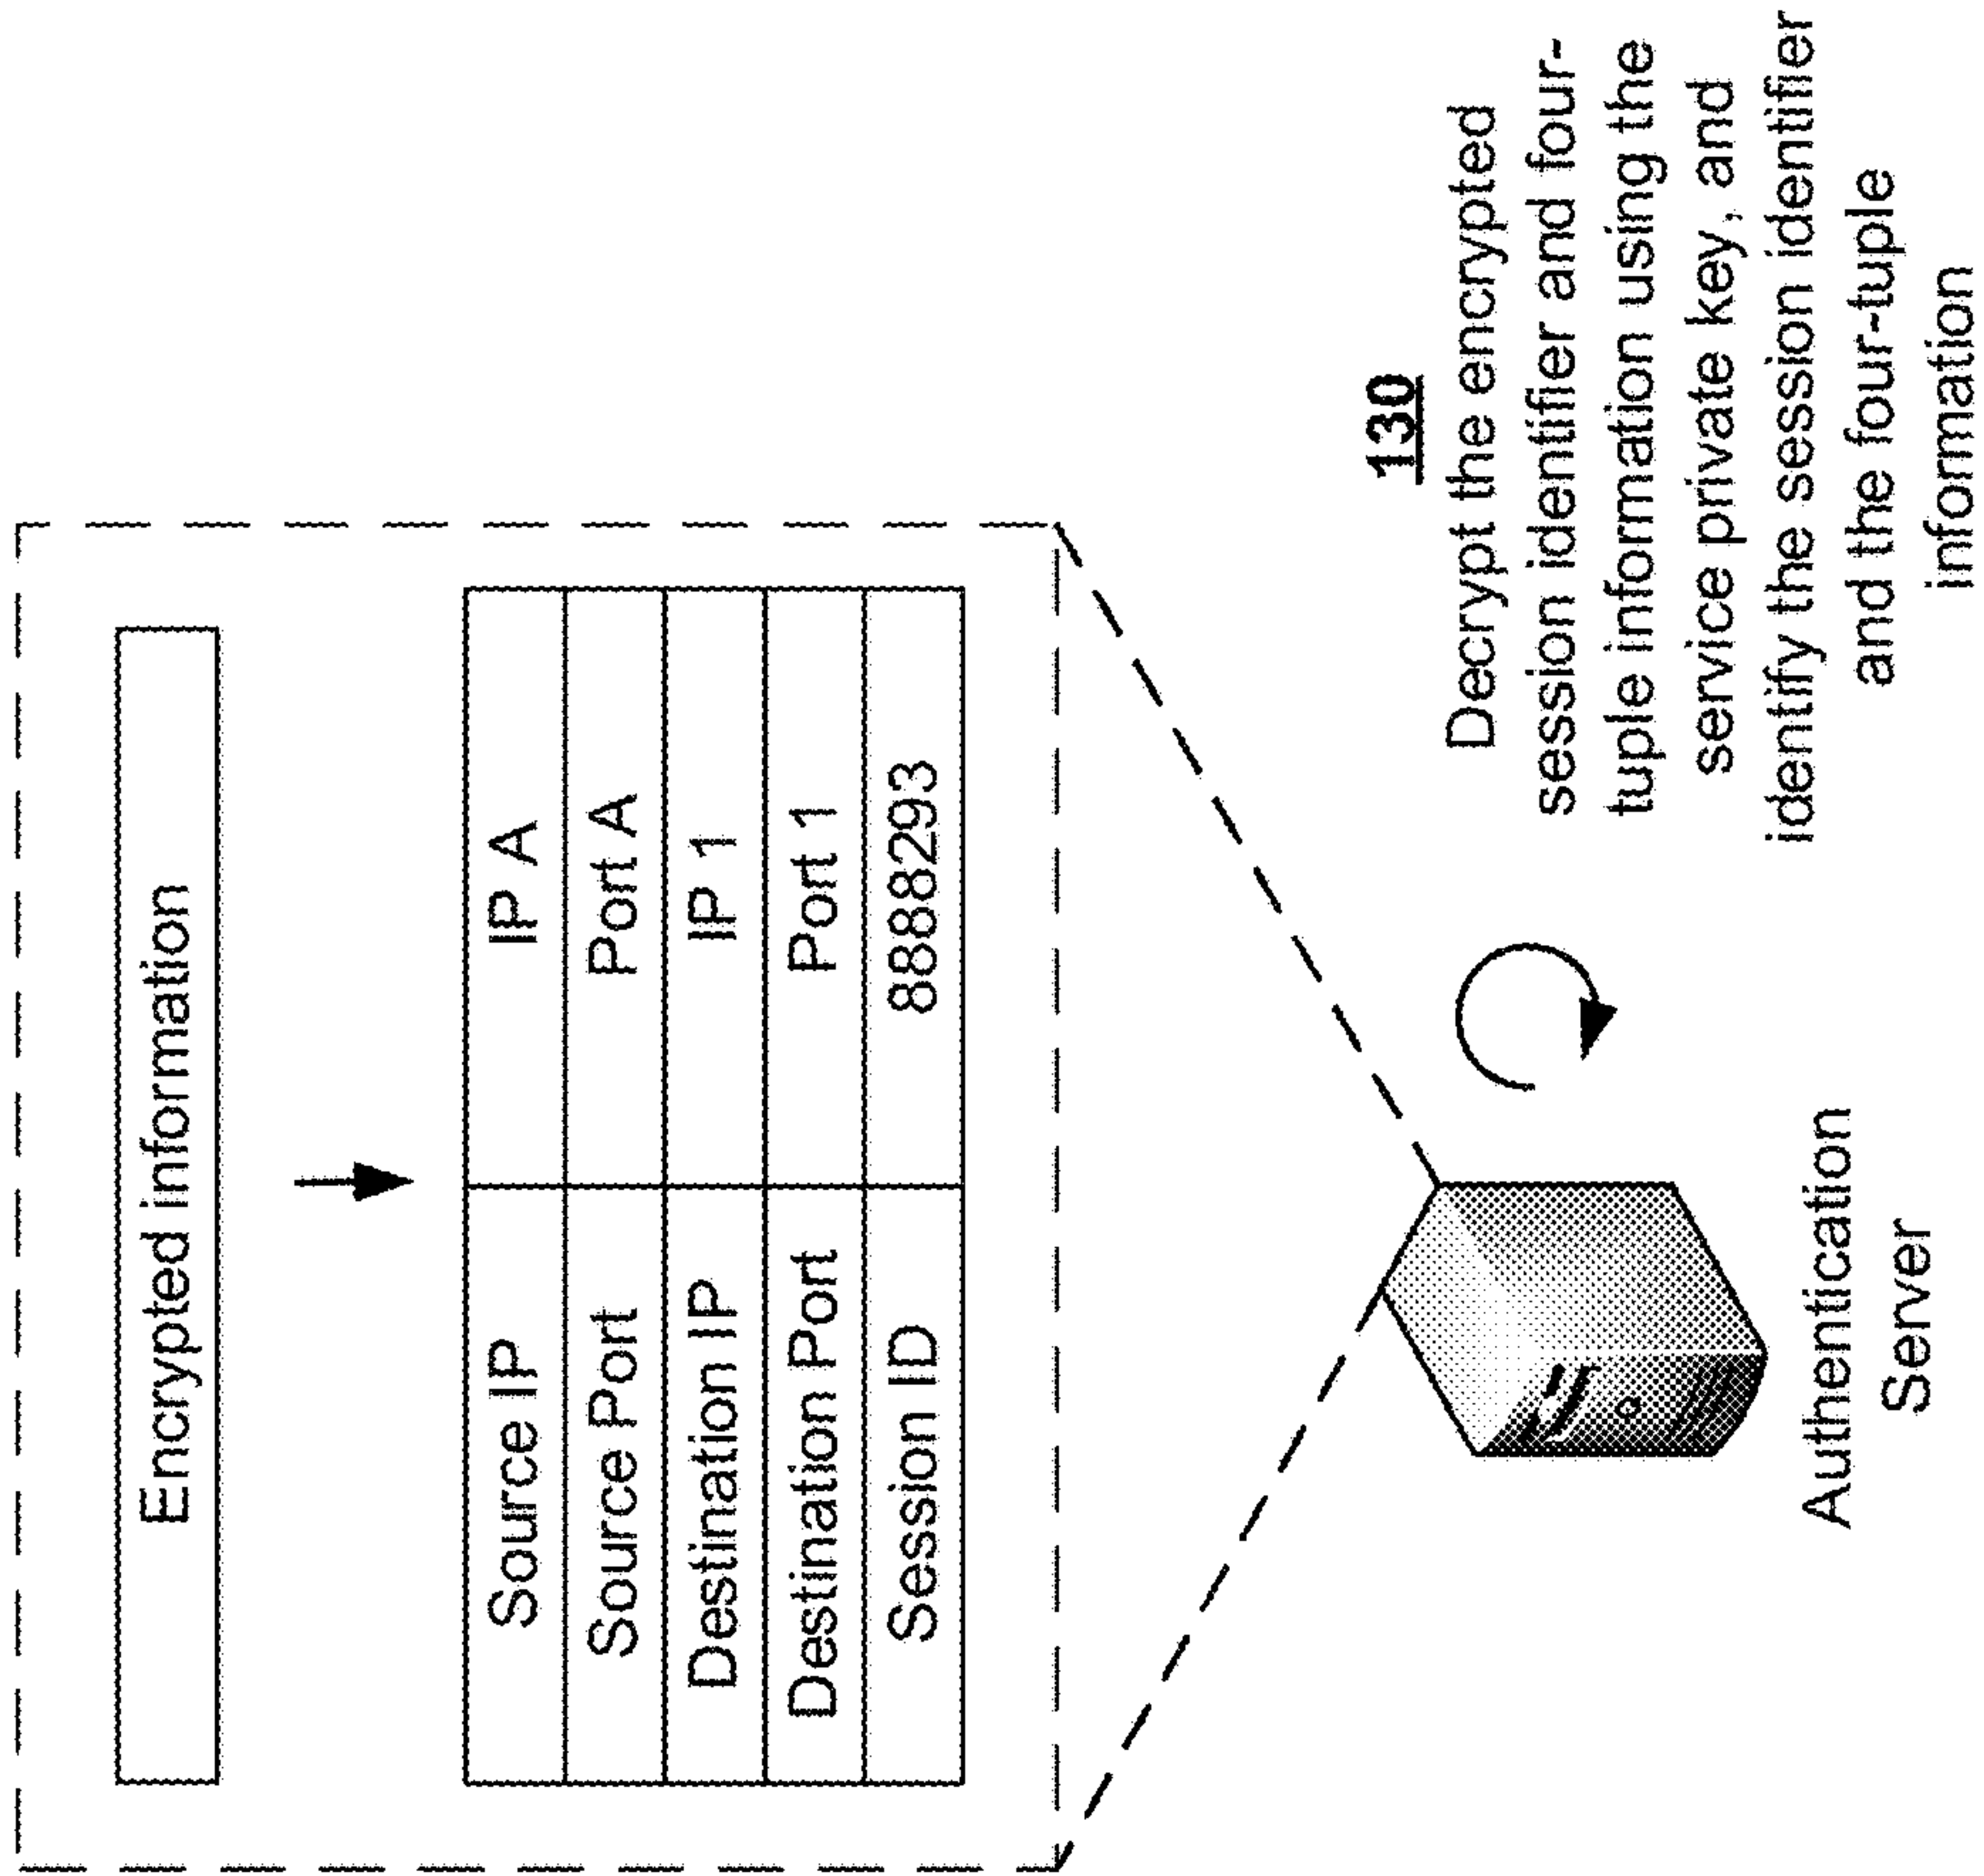 Encrypted information
Source IP IP A
Source Port Port A
Destination IP IP 1
Destination Port Port 1
Session ID 8888293
Authentication
Server
130
Decrypt the encrypted
session identifier and four-
tuple information using the
service private key, and
identify the session identifier
and the four-tuple
information